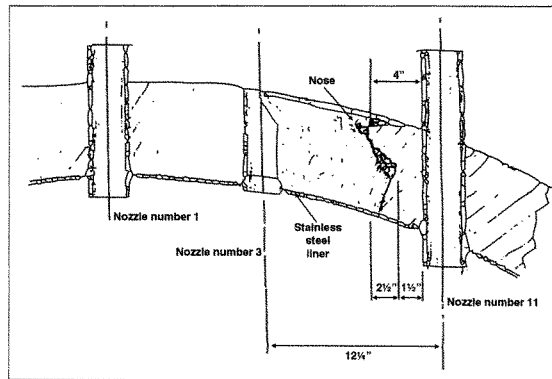 4"
Nose
Nozzle number 1
Nozzle number 3
Stainless
steel
liner
2½" 1½"
Nozzle number 11
12¼"